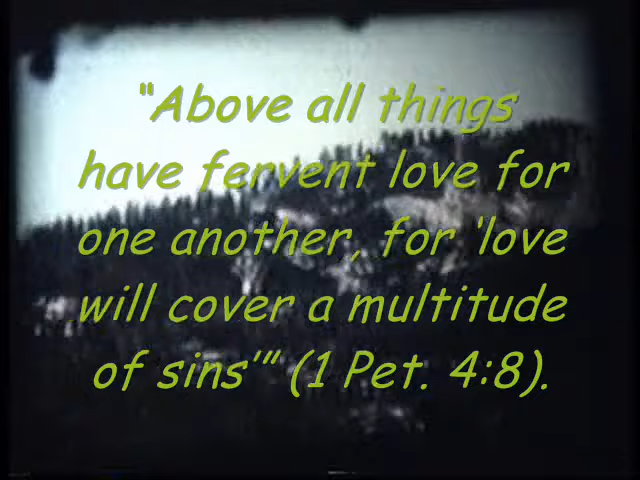 “Above all things
have fervent love for
one another, for ‘love
will cover a multitude
of sins’” (1 Pet. 4:8).